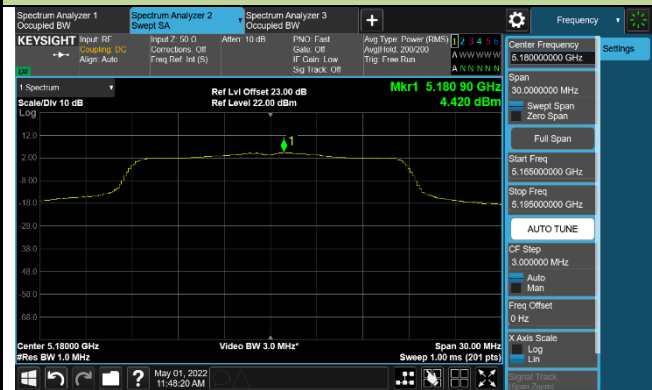 Spectrum Analyzer 1
Occupied BW
Spectrum Analyzer 2
Swept SA
Spectrum Analyzer 3
Occupied BW
Frequency
KEYSIGHT
Input: RF
Coupling: DC
Align: Auto
Input Z: 50 Ω
Corrections: Off
Freq Ref: Int (S)
Atten: 10 dB
PNO: Fast
Gate: Off
IF Gain: Low
Sig Track: Off
Avg Type: Power (RMS)
Avg|Hold: 200/200
Trig: Free Run
1 2 3 4 5 6
A W W W W W
A N N N N N
LXI
1 Spectrum
Scale/Div 10 dB
Log
Ref Lvl Offset 23.00 dB
Ref Level 22.00 dBm
Mkr1 5.180 90 GHz
4.420 dBm
1
12.0
2.00
-8.00
-18.0
-28.0
-38.0
-48.0
-58.0
-68.0
Center 5.18000 GHz
#Res BW 1.0 MHz
Video BW 3.0 MHz*
Span 30.00 MHz
Sweep 1.00 ms (201 pts)
May 01, 2022
11:48:20 AM
Center Frequency
5.180000000 GHz
Settings
Span
30.0000000 MHz
Swept Span
Zero Span
Full Span
Start Freq
5.165000000 GHz
Stop Freq
5.195000000 GHz
AUTO TUNE
CF Step
3.000000 MHz
Auto
Man
Freq Offset
0 Hz
X Axis Scale
Log
Lin
Signal Track
(Span Zoom)